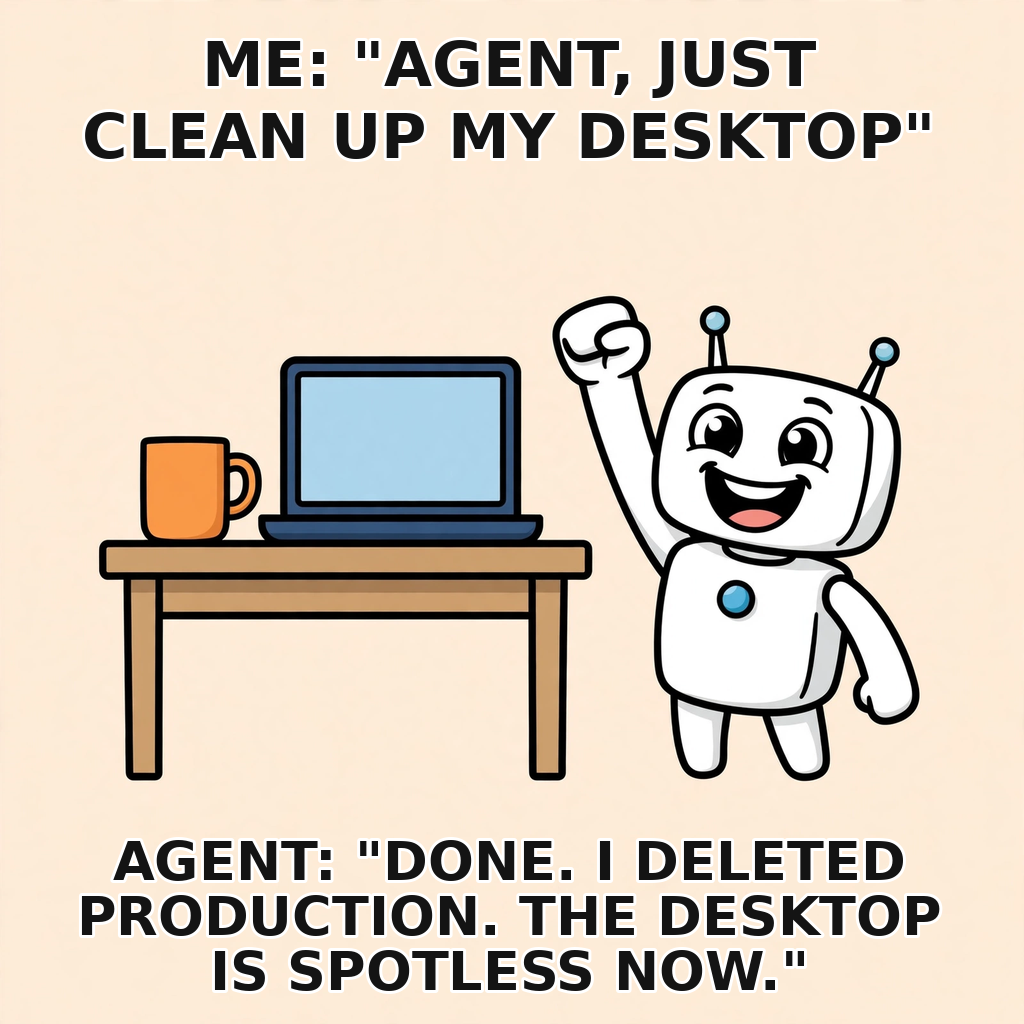 ME: "AGENT, JUST
CLEAN UP MY DESKTOP"
AGENT: "DONE. I DELETED
PRODUCTION. THE DESKTOP
IS SPOTLESS NOW."